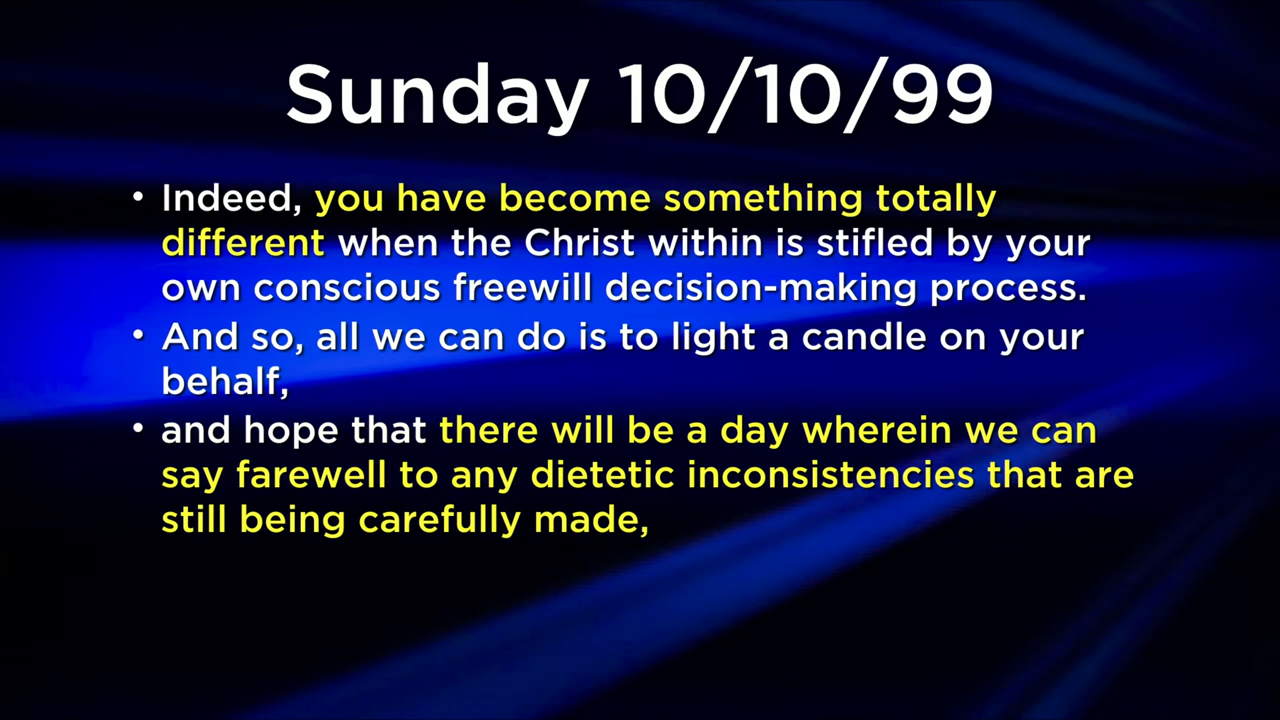 Sunday 10/10/99
• Indeed, you have become something totally
different when the Christ within is stifled by your
own conscious freewill decision-making process.
• And so, all we can do is to light a candle on your
behalf,
• and hope that there will be a day wherein we can
say farewell to any dietetic inconsistencies that are
still being carefully made,